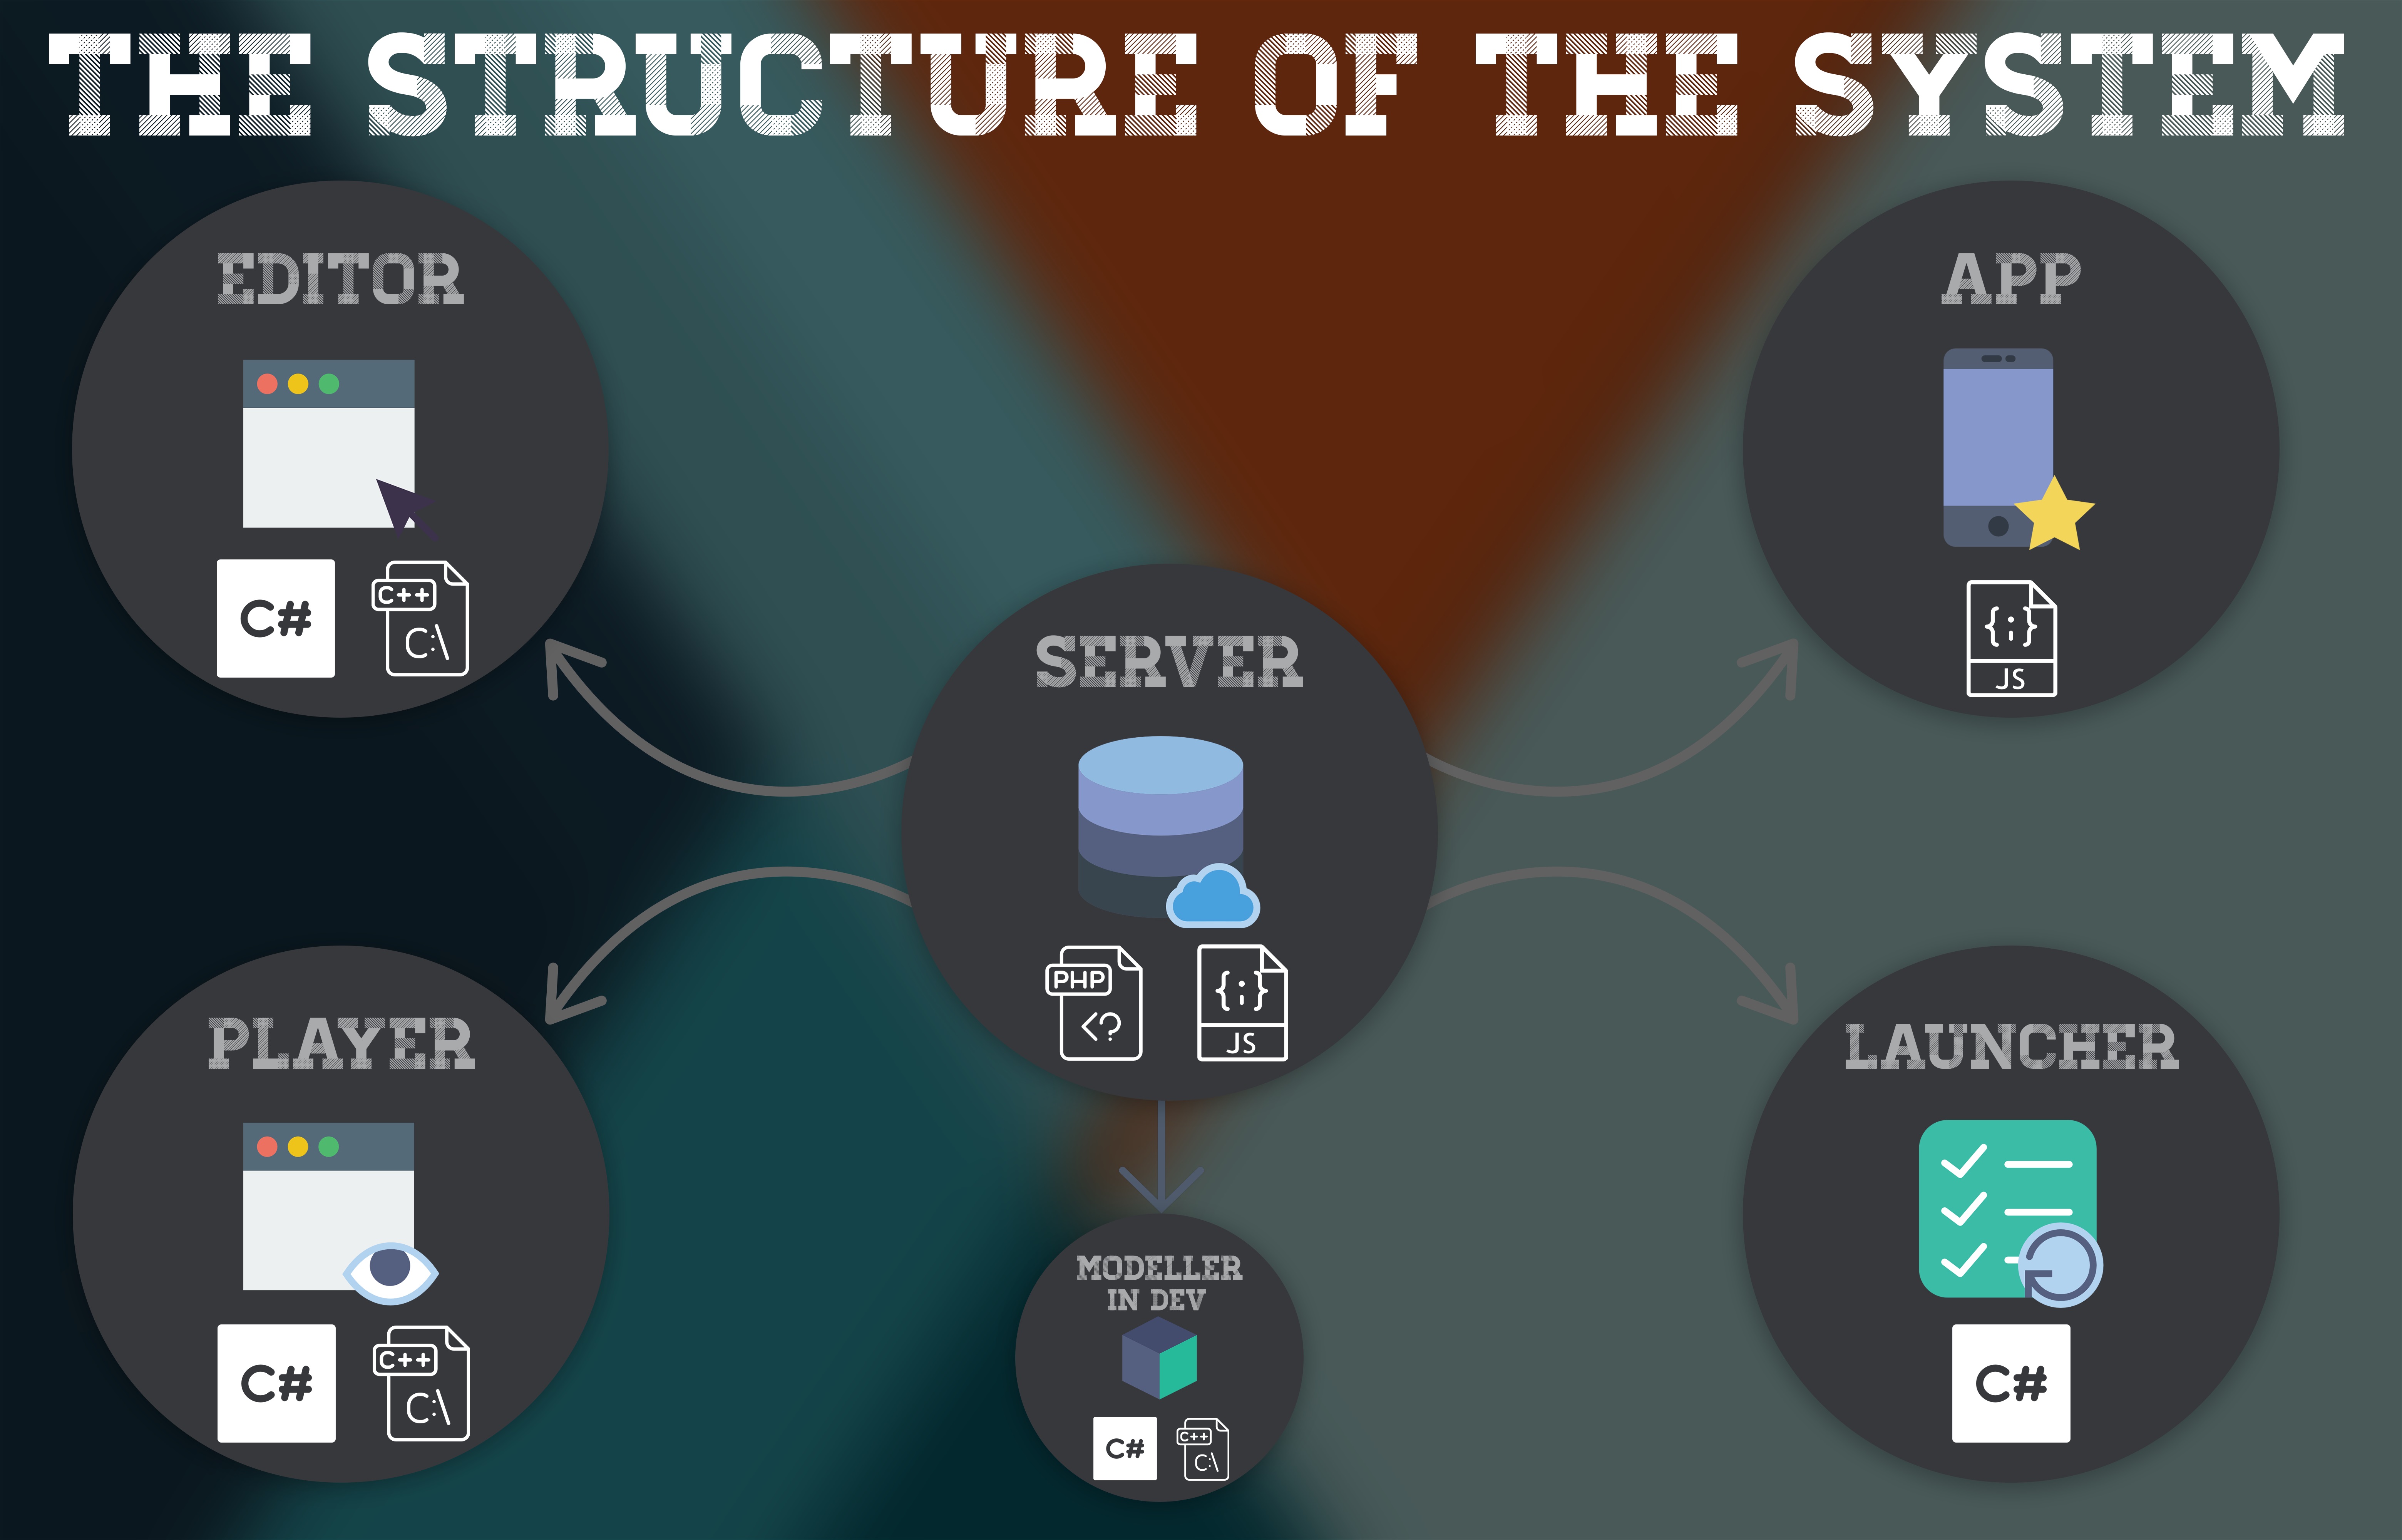 THE STRUCTURE OF THE SYSTEM
EDITOR
C#
C++
C:\
APP
{;}
JS
SERVER
PHP
<?
{;}
JS
PLAYER
C#
C++
C:\
MODELLER
IN DEV
C#
C++
C:\
LAUNCHER
C#